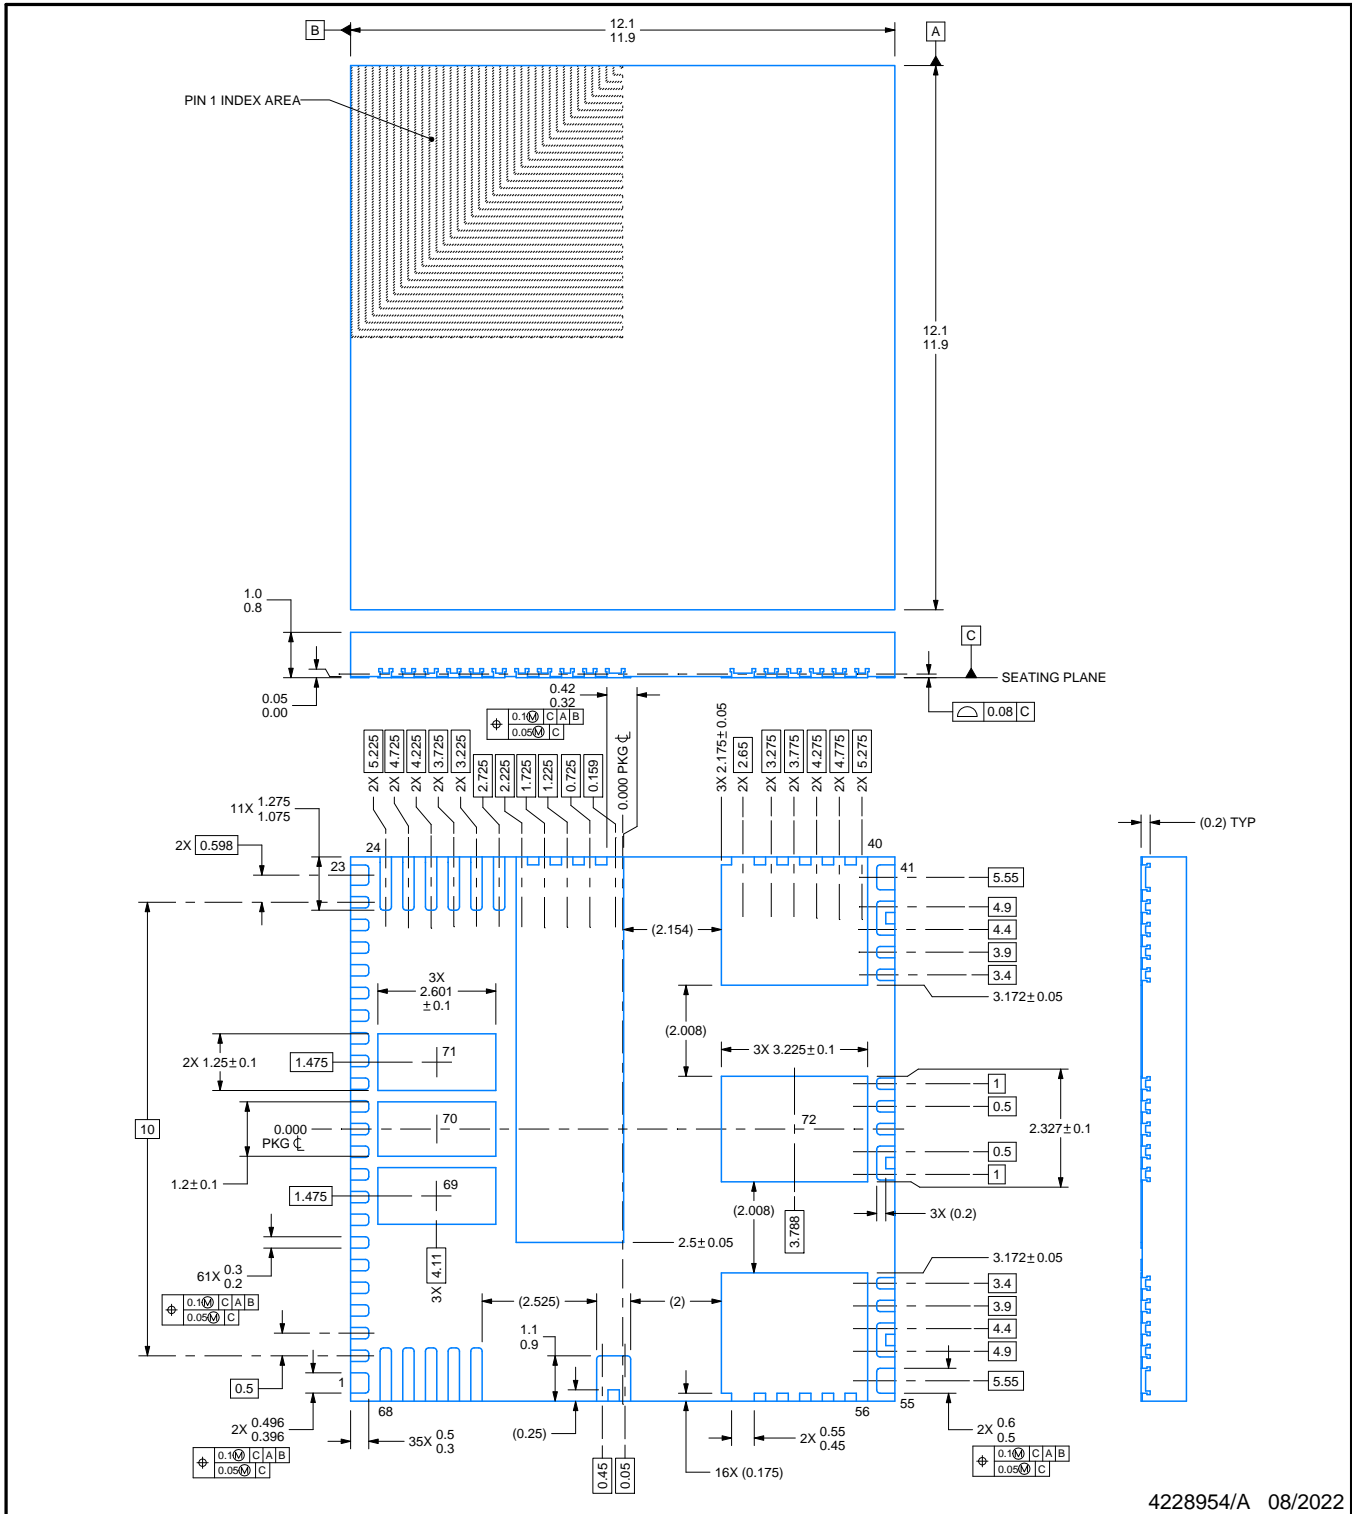 B
12.1
11.9
A
PIN 1 INDEX AREA
12.1
11.9
1.0
0.8
C
0.05
0.00
SEATING PLANE
0.08 C
0.42
0.32
0.1Ⓜ C A B
0.05Ⓜ C
2X 5.225
2X 4.725
2X 4.225
2X 3.725
2X 3.225
2.725
2.225
1.725
1.225
0.725
0.159
0.000 PKG ℄
3X 2.175± 0.05
2X 2.65
2X 3.275
2X 3.775
2X 4.275
2X 4.775
2X 5.275
11X 1.275
1.075
2X 0.598
23
24
40
41
(0.2) TYP
5.55
4.9
4.4
3.9
3.4
3.172± 0.05
(2.154)
3X
2.601
± 0.1
(2.008)
2X 1.25± 0.1
1.475
71
3X 3.225± 0.1
1
0.5
10
0.000
PKG ℄
70
72
2.327± 0.1
0.5
1
1.2± 0.1
1.475
69
(2.008)
3X (0.2)
3.788
3X 4.11
2.5± 0.05
3.172± 0.05
61X 0.3
0.2
0.1Ⓜ C A B
0.05Ⓜ C
(2.525)
(2)
3.4
3.9
4.4
4.9
5.55
1.1
0.9
0.5
1
68
56
55
2X 0.496
0.396
0.1Ⓜ C A B
0.05Ⓜ C
35X 0.5
0.3
(0.25)
0.45
0.05
2X 0.55
0.45
16X (0.175)
2X 0.6
0.5
0.1Ⓜ C A B
0.05Ⓜ C
4228954/A 08/2022